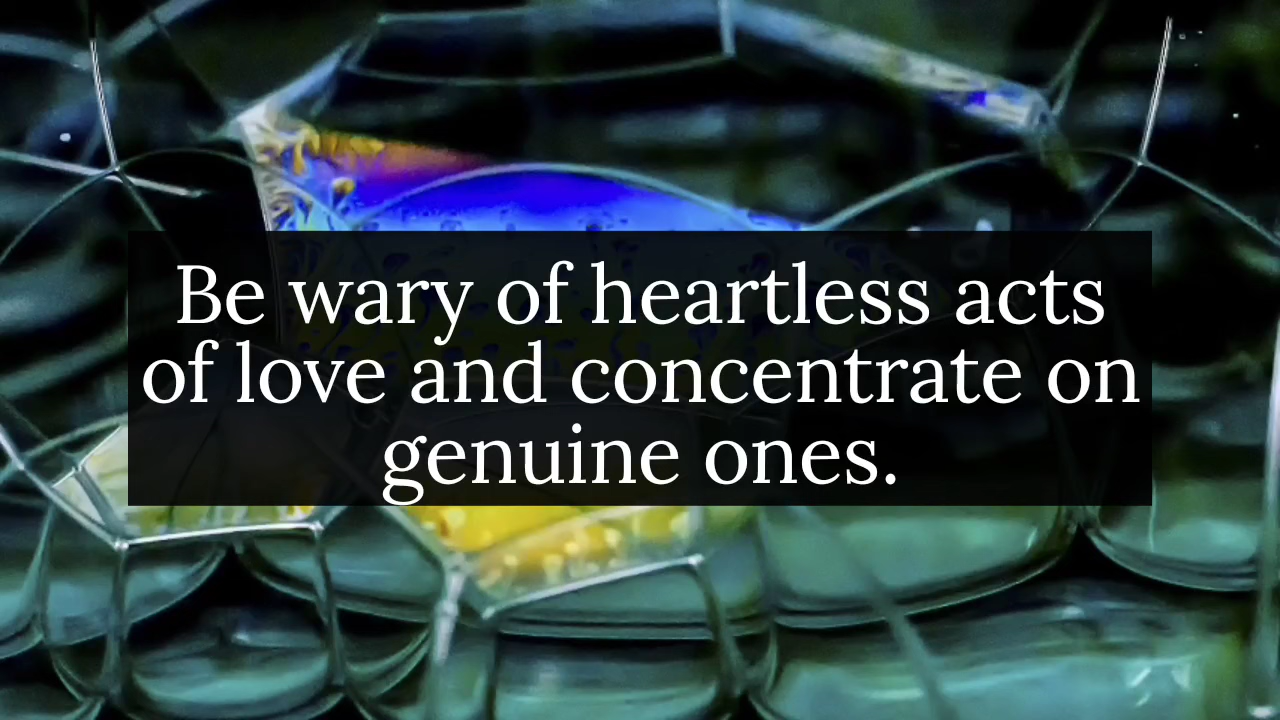 Be wary of heartless acts
of love and concentrate on
genuine ones.